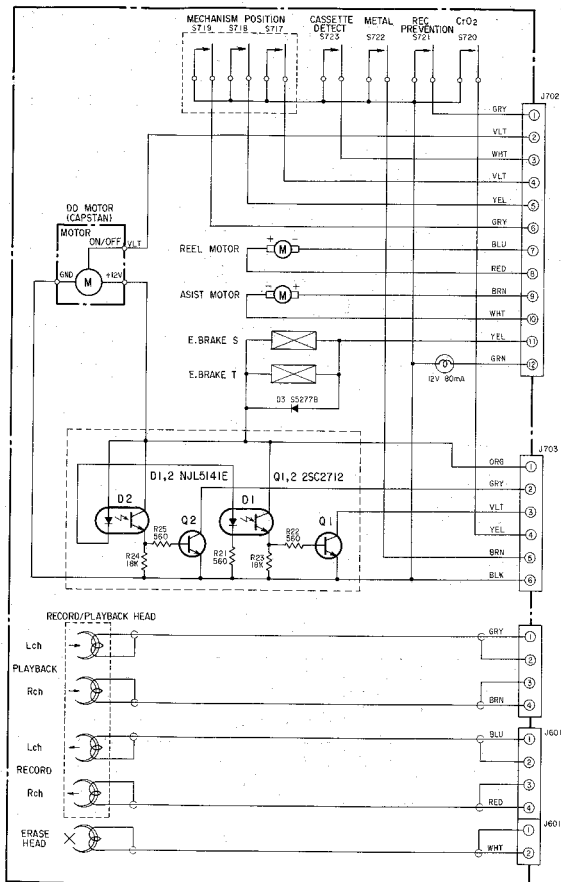 MECHANISM POSITION
S719 S718 S717
CASSETTE DETECT
S723
METAL
S722
REC PREVENTION
S721
CrO2
S720
J702
GRY 1
VLT 2
WHT 3
VLT 4
YEL 5
GRY 6
BLU 7
RED 8
BRN 9
WHT 10
YEL 11
GRN 12
DD MOTOR
(CAPSTAN)
MOTOR
ON/OFF
VLT
GND
M
+12V
REEL MOTOR
+ M -
ASIST MOTOR
- M +
E.BRAKE S
E.BRAKE T
12V 80mA
D3 S5277B
J703
ORG 1
GRY 2
VLT 3
YEL 4
BRN 5
BLK 6
D1,2 NJL5141E
Q1,2 2SC2712
D2
R25
560
Q2
D1
R22
560
Q1
R24
18K
R21
560
R23
18K
RECORD/PLAYBACK HEAD
Lch
PLAYBACK
Rch
GRY 1
2
3
BRN 4
Lch
RECORD
Rch
J601
BLU 1
2
3
RED 4
ERASE
HEAD
J601
1
WHT 2